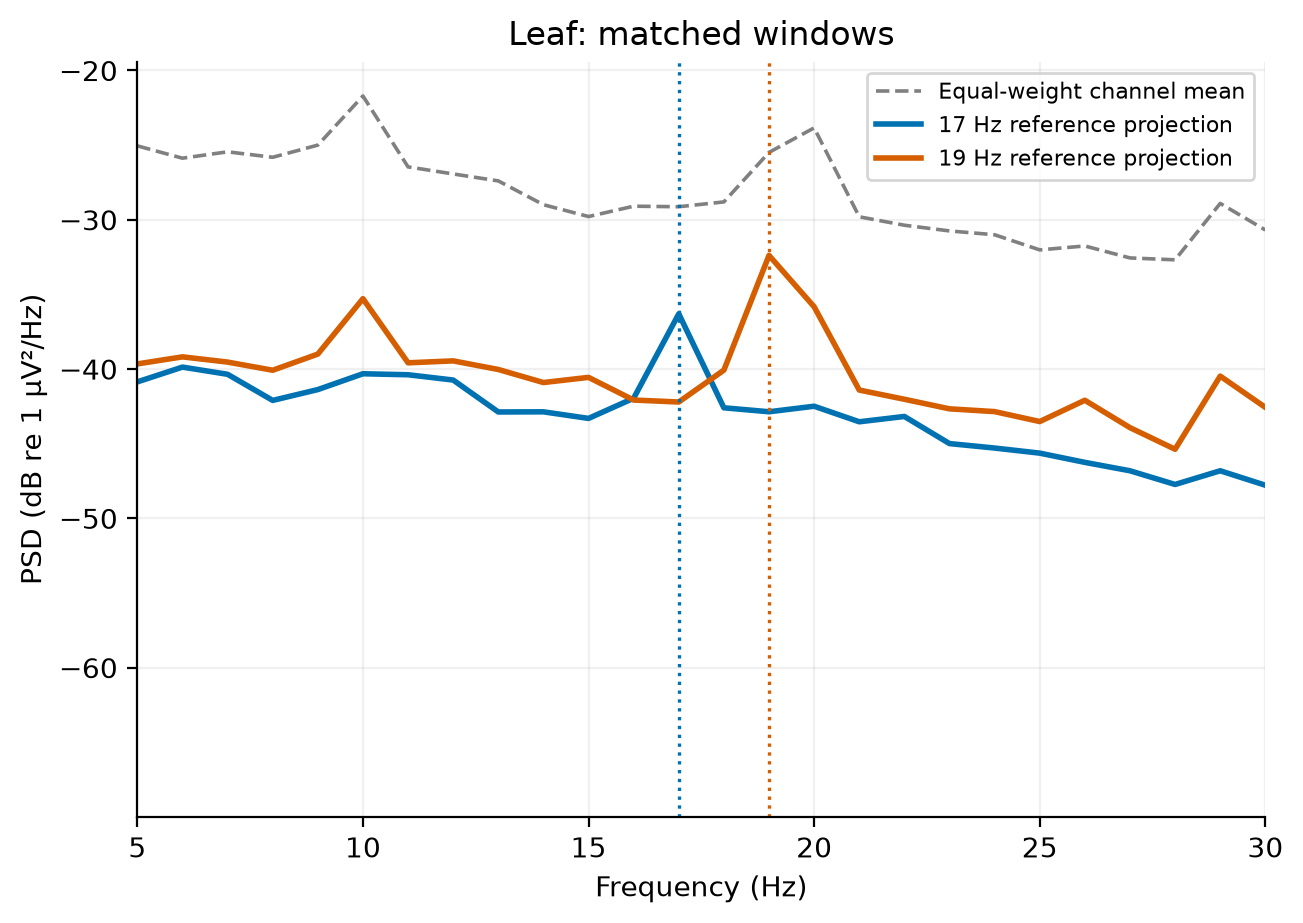 Leaf: matched windows
Equal-weight channel mean
17 Hz reference projection
19 Hz reference projection
PSD (dB re 1 µV²/Hz)
−20
−30
−40
−50
−60
5 10 15 20 25 30
Frequency (Hz)